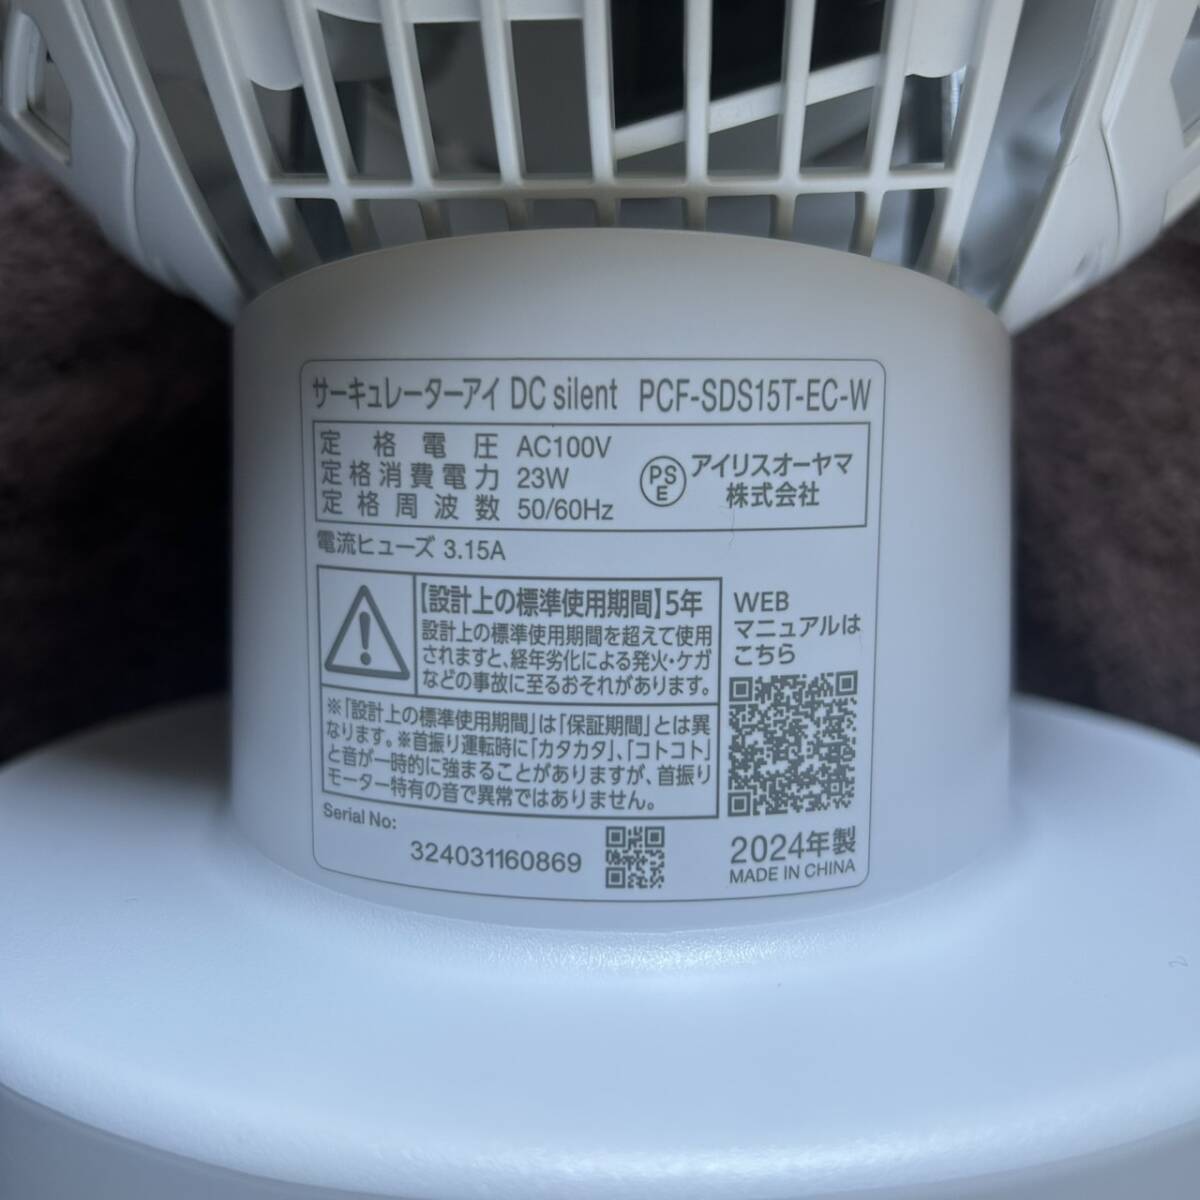 サーキュレーターアイ DC silent PCF-SDS15T-EC-W
定格電圧 AC100V
定格消費電力 23W
定格周波数 50/60Hz
PS
E
アイリスオーヤマ
株式会社
電流ヒューズ 3.15A
【設計上の標準使用期間】5年
設計上の標準使用期間を超えて使用
されますと、経年劣化による発火・ケガ
などの事故に至るおそれがあります。
※「設計上の標準使用期間」は「保証期間」とは異
なります。※首振り運転時に「カタカタ」、「コトコト」
と音が一時的に強まることがありますが、首振り
モーター特有の音で異常ではありません。
WEB
マニュアルは
こちら
Serial No:
324031160869
2024年製
MADE IN CHINA